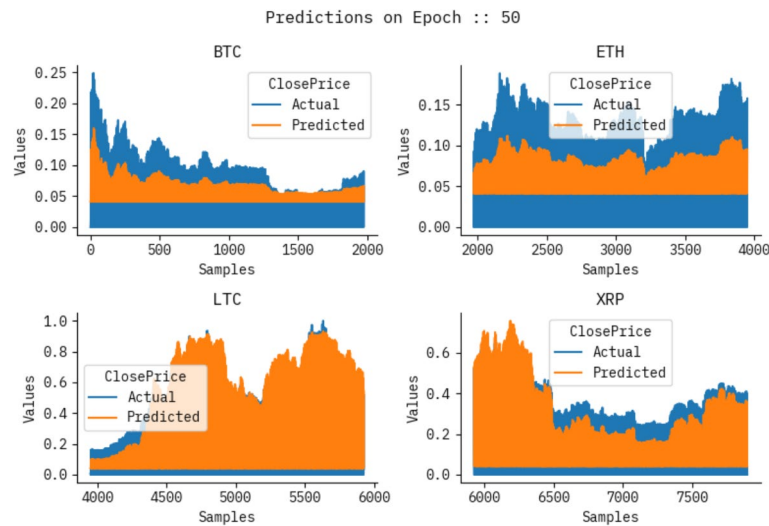 Predictions on Epoch :: 50
BTC
ClosePrice
Actual
Predicted
Values
0.25
0.20
0.15
0.10
0.05
0.00
0 500 1000 1500 2000
Samples
ETH
ClosePrice
Actual
Predicted
Values
0.15
0.10
0.05
0.00
2000 2500 3000 3500 4000
Samples
LTC
ClosePrice
Actual
Predicted
Values
1.0
0.8
0.6
0.4
0.2
0.0
4000 4500 5000 5500 6000
Samples
XRP
ClosePrice
Actual
Predicted
Values
0.6
0.4
0.2
0.0
6000 6500 7000 7500
Samples